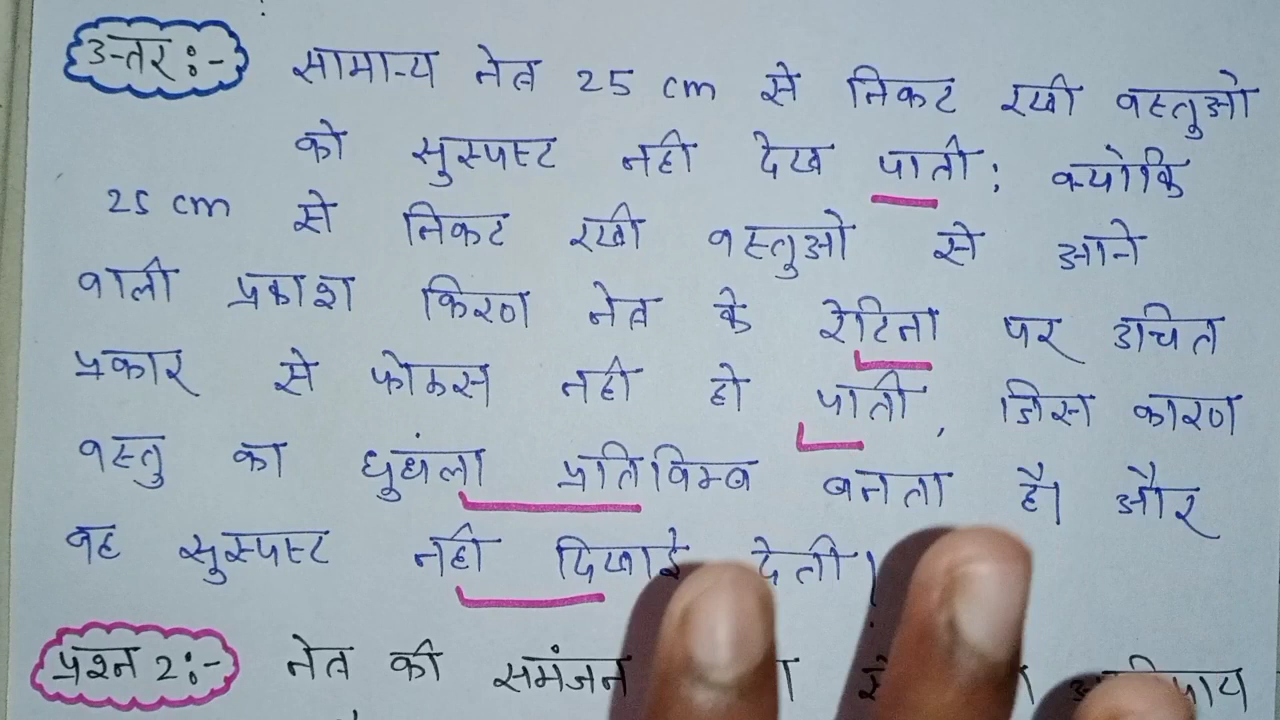 उत्तर :-
सामान्य नेत्र 25 cm से निकट रखी वस्तुओ
को सुस्पष्ट नही देख पाती; क्योकि
25 cm से निकट रखी वस्तुओ से आने
वाली प्रकाश किरण नेत्र के रेटिना पर उचित
प्रकार से फोकस नही हो पाती, जिस कारण
वस्तु का धुधंला प्रतिविम्ब बनता है। और
वह सुस्पष्ट नही दिखाई देती।
प्रश्न 2:- नेत्र की समंजन